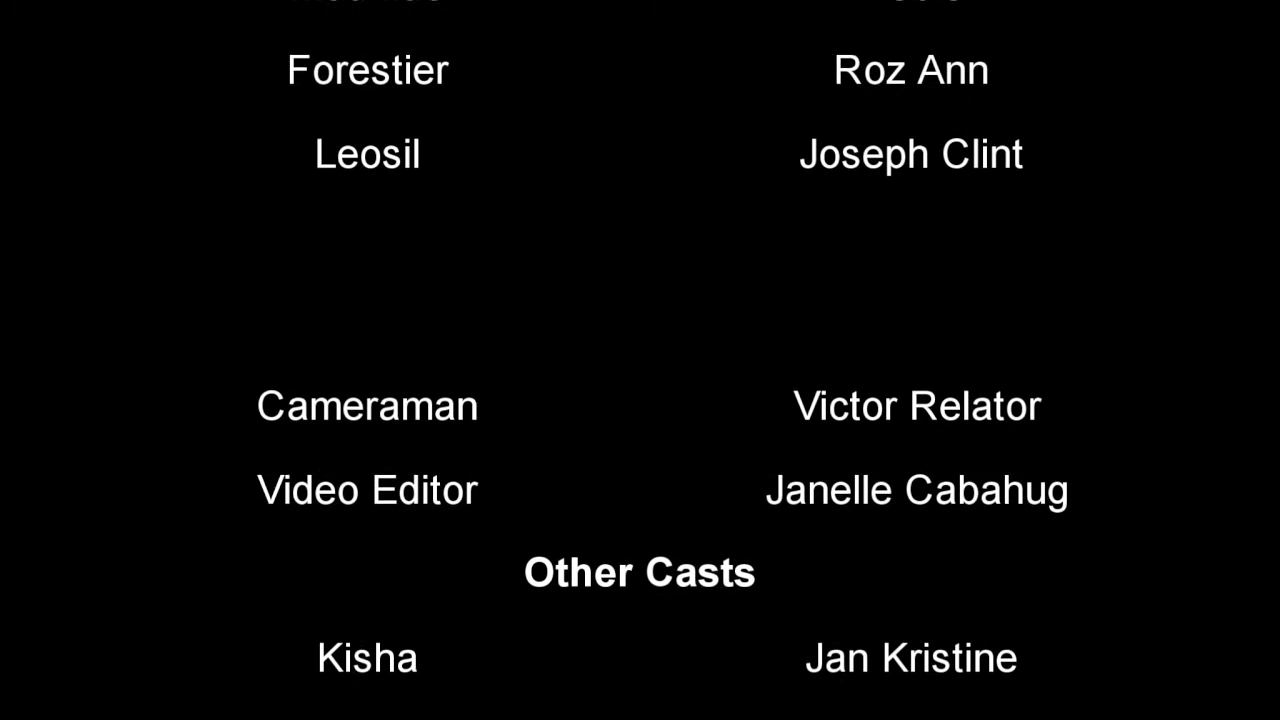 Forestier Roz Ann
Leosil Joseph Clint
Cameraman Victor Relator
Video Editor Janelle Cabahug
Other Casts
Kisha Jan Kristine